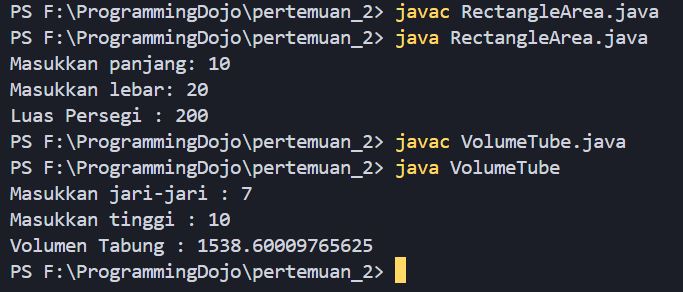 PS F:\ProgrammingDojo\pertemuan_2> javac RectangleArea.java
PS F:\ProgrammingDojo\pertemuan_2> java RectangleArea.java
Masukkan panjang: 10
Masukkan lebar: 20
Luas Persegi : 200
PS F:\ProgrammingDojo\pertemuan_2> javac VolumeTube.java
PS F:\ProgrammingDojo\pertemuan_2> java VolumeTube
Masukkan jari-jari : 7
Masukkan tinggi : 10
Volumen Tabung : 1538.60009765625
PS F:\ProgrammingDojo\pertemuan_2>